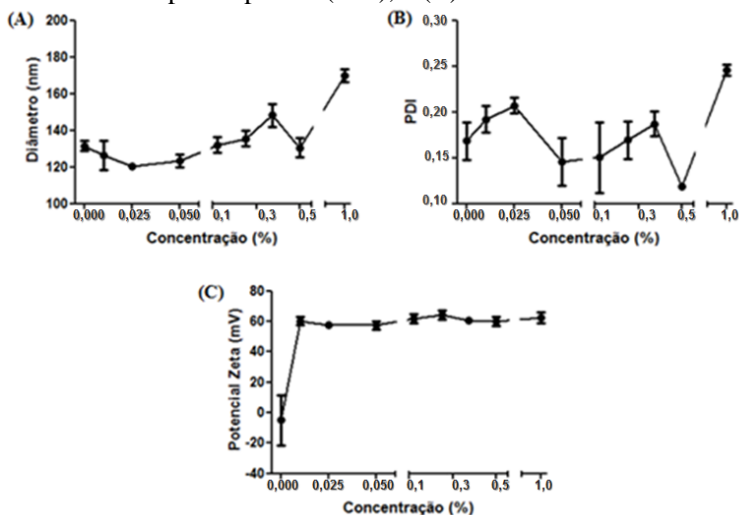 (A)
200
180
160
140
120
100
Diâmetro (nm)
0,000 0,025 0,050 0,1 0,3 0,5 1,0
Concentração (%)
(B)
0,30
0,25
0,20
0,15
0,10
PDI
0,000 0,025 0,050 0,1 0,3 0,5 1,0
Concentração (%)
(C)
80
60
40
20
0
-20
-40
Potencial Zeta (mV)
0,000 0,025 0,050 0,1 0,3 0,5 1,0
Concentração (%)